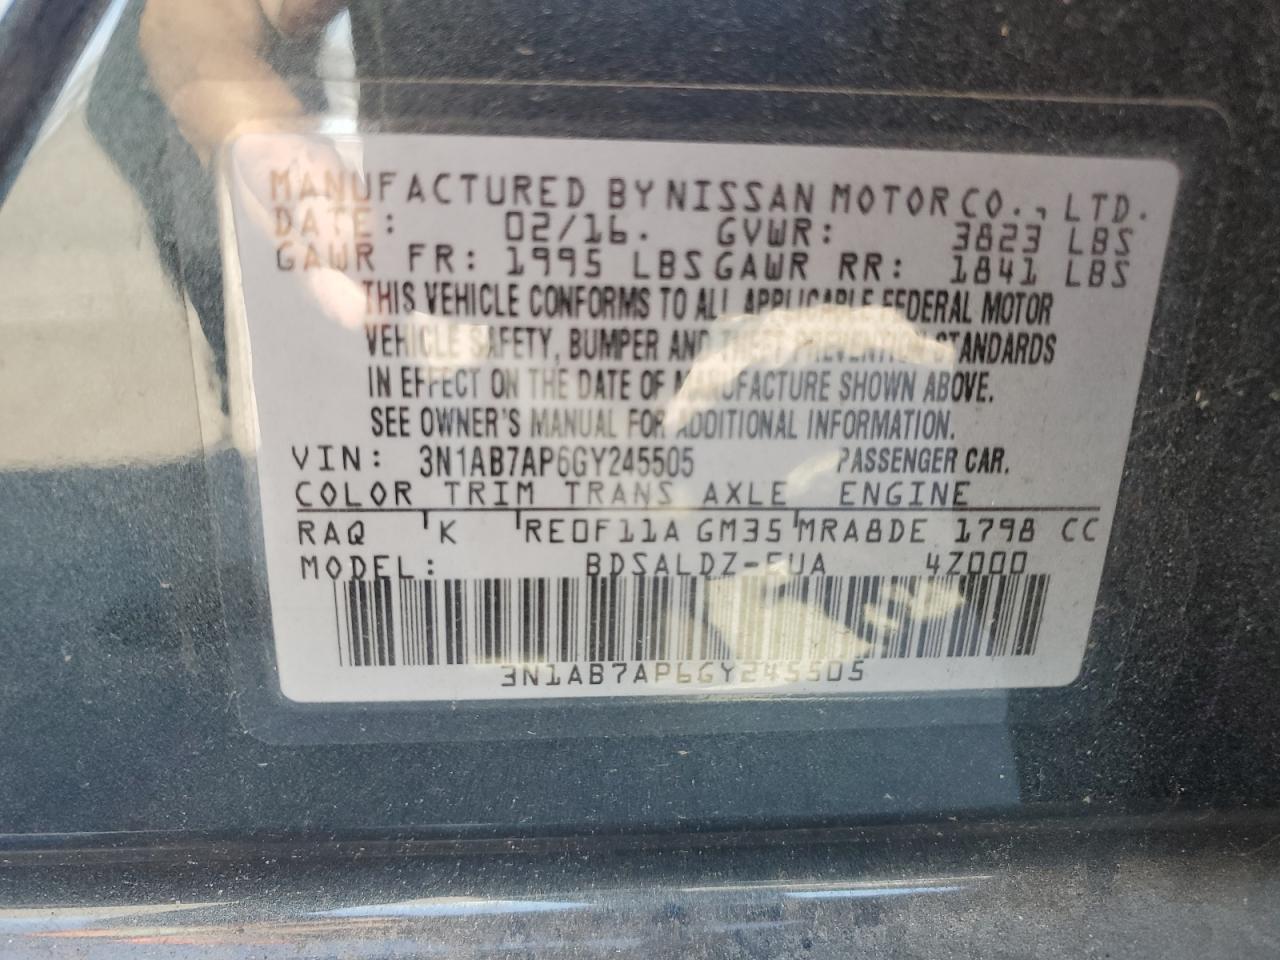 MANUFACTURED BY NISSAN MOTOR CO., LTD.
DATE: 02/16. GVWR: 3823 LBS
GAWR FR: 1995 LBS GAWR RR: 1841 LBS
THIS VEHICLE CONFORMS TO ALL APPLICABLE FEDERAL MOTOR
VEHICLE SAFETY, BUMPER AND THEFT PREVENTION STANDARDS
IN EFFECT ON THE DATE OF MANUFACTURE SHOWN ABOVE.
SEE OWNER'S MANUAL FOR ADDITIONAL INFORMATION.
VIN: 3N1AB7AP6GY245505 PASSENGER CAR.
COLOR TRIM TRANS AXLE ENGINE
RAQ K RE0F11A GM35 MRA8DE 1798 CC
MODEL: BDSALDZ-EUA 4Z000
3N1AB7AP6GY245505